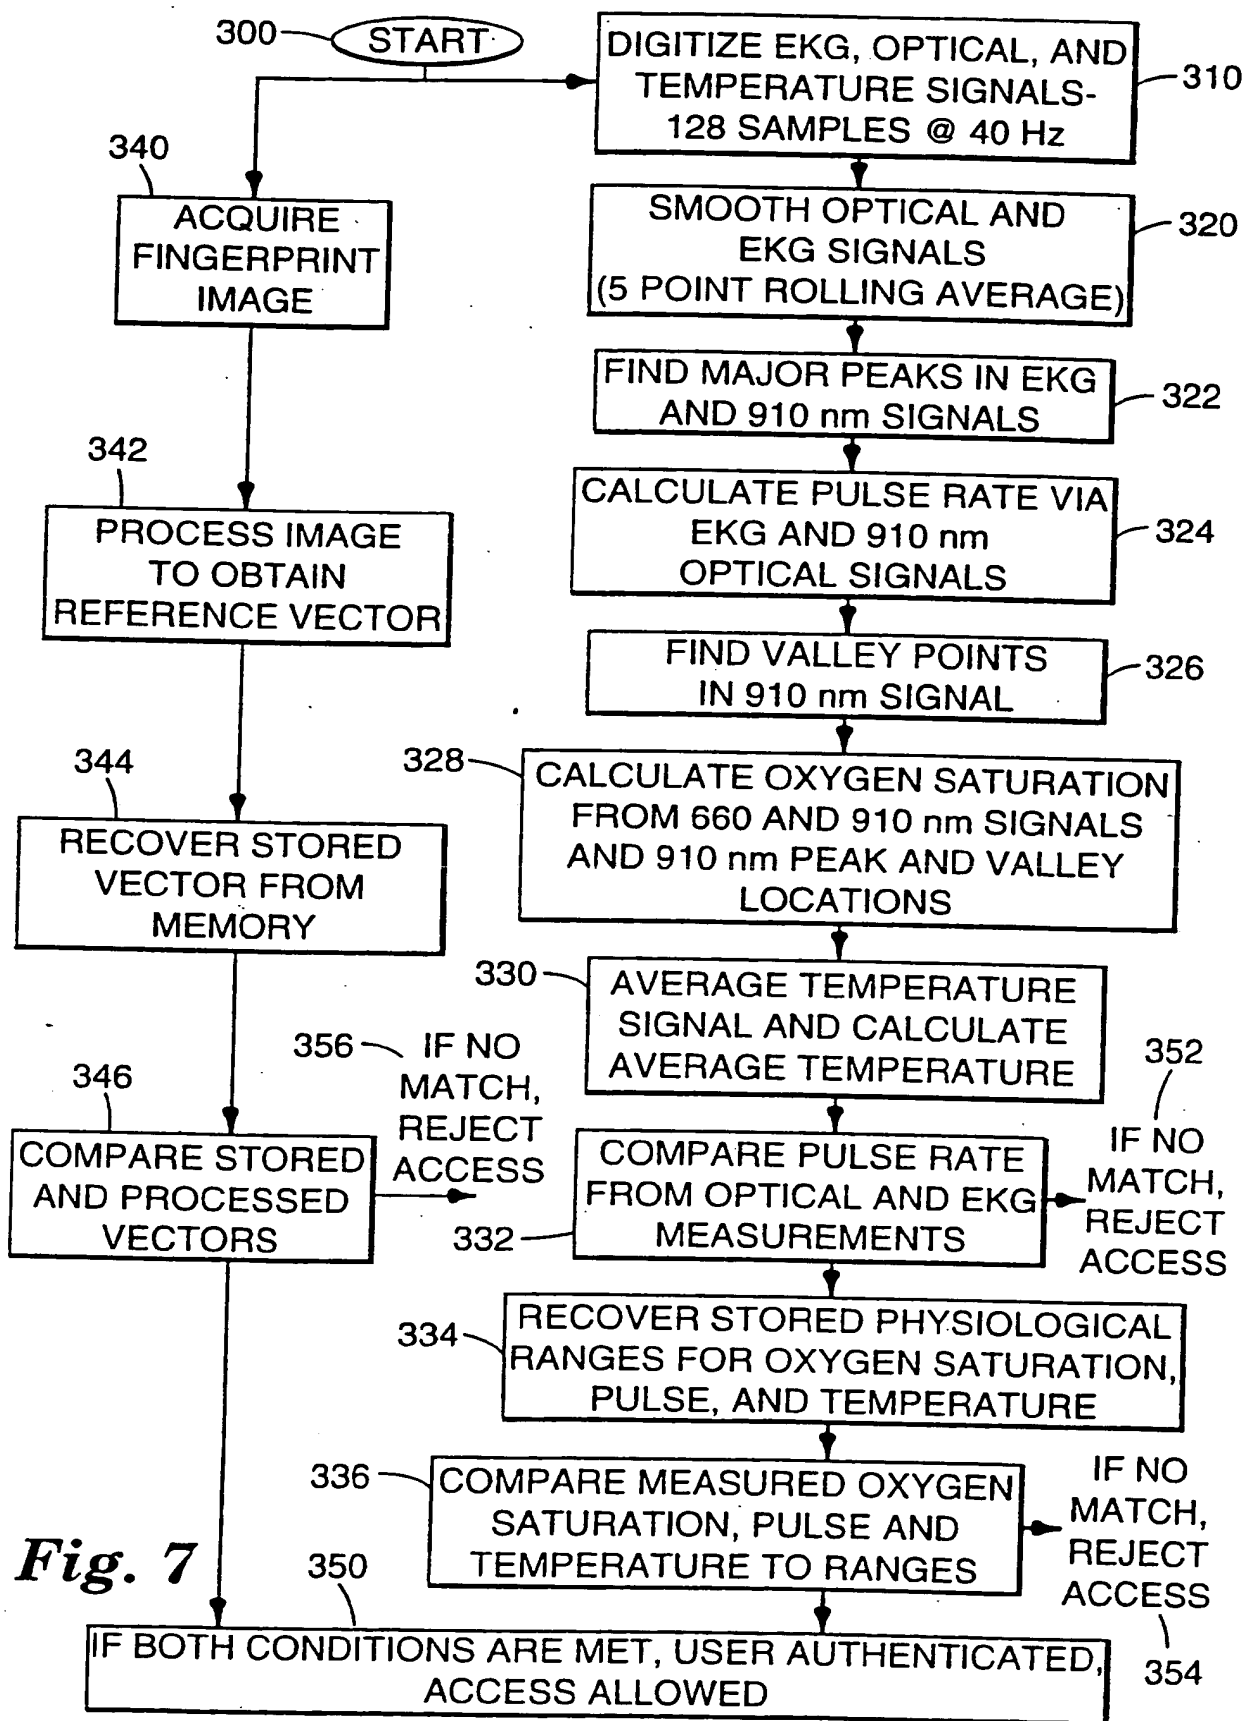 300
START
DIGITIZE EKG, OPTICAL, AND
TEMPERATURE SIGNALS-
128 SAMPLES @ 40 Hz
310
340
ACQUIRE
FINGERPRINT
IMAGE
SMOOTH OPTICAL AND
EKG SIGNALS
(5 POINT ROLLING AVERAGE)
320
FIND MAJOR PEAKS IN EKG
AND 910 nm SIGNALS
322
342
PROCESS IMAGE
TO OBTAIN
REFERENCE VECTOR
CALCULATE PULSE RATE VIA
EKG AND 910 nm
OPTICAL SIGNALS
324
FIND VALLEY POINTS
IN 910 nm SIGNAL
326
344
RECOVER STORED
VECTOR FROM
MEMORY
328
CALCULATE OXYGEN SATURATION
FROM 660 AND 910 nm SIGNALS
AND 910 nm PEAK AND VALLEY
LOCATIONS
330
AVERAGE TEMPERATURE
SIGNAL AND CALCULATE
AVERAGE TEMPERATURE
346
COMPARE STORED
AND PROCESSED
VECTORS
356
IF NO
MATCH,
REJECT
ACCESS
332
COMPARE PULSE RATE
FROM OPTICAL AND EKG
MEASUREMENTS
352
IF NO
MATCH,
REJECT
ACCESS
334
RECOVER STORED PHYSIOLOGICAL
RANGES FOR OXYGEN SATURATION,
PULSE, AND TEMPERATURE
336
COMPARE MEASURED OXYGEN
SATURATION, PULSE AND
TEMPERATURE TO RANGES
IF NO
MATCH,
REJECT
ACCESS
354
Fig. 7
350
IF BOTH CONDITIONS ARE MET, USER AUTHENTICATED,
ACCESS ALLOWED